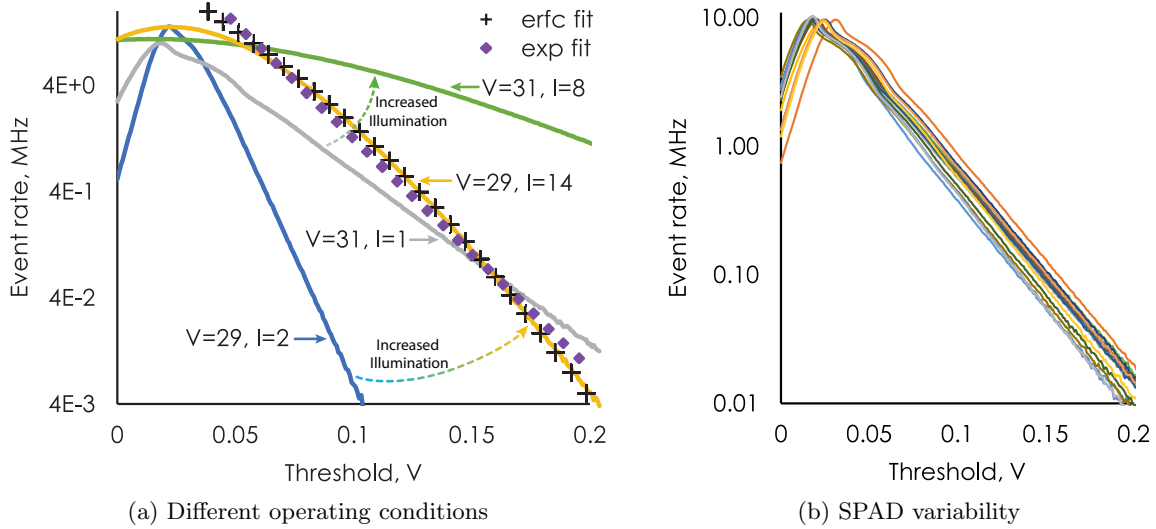 erfc fit
exp fit
Event rate, MHz
4E+0
4E-1
4E-2
4E-3
V=31, I=8
Increased
Illumination
V=29, I=14
V=31, I=1
V=29, I=2
Increased
Illumination
0
0.05
0.1
0.15
0.2
Threshold, V
(a) Different operating conditions
Event rate, MHz
10.00
1.00
0.10
0.01
0
0.05
0.1
0.15
0.2
Threshold, V
(b) SPAD variability